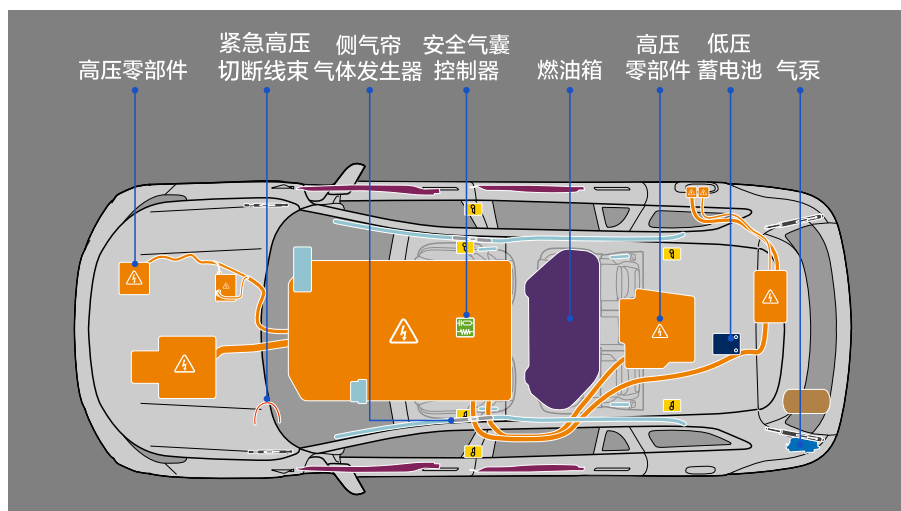 高压零部件
紧急高压
切断线束
侧气帘
气体发生器
安全气囊
控制器
燃油箱
高压
零部件
低压
蓄电池
气泵